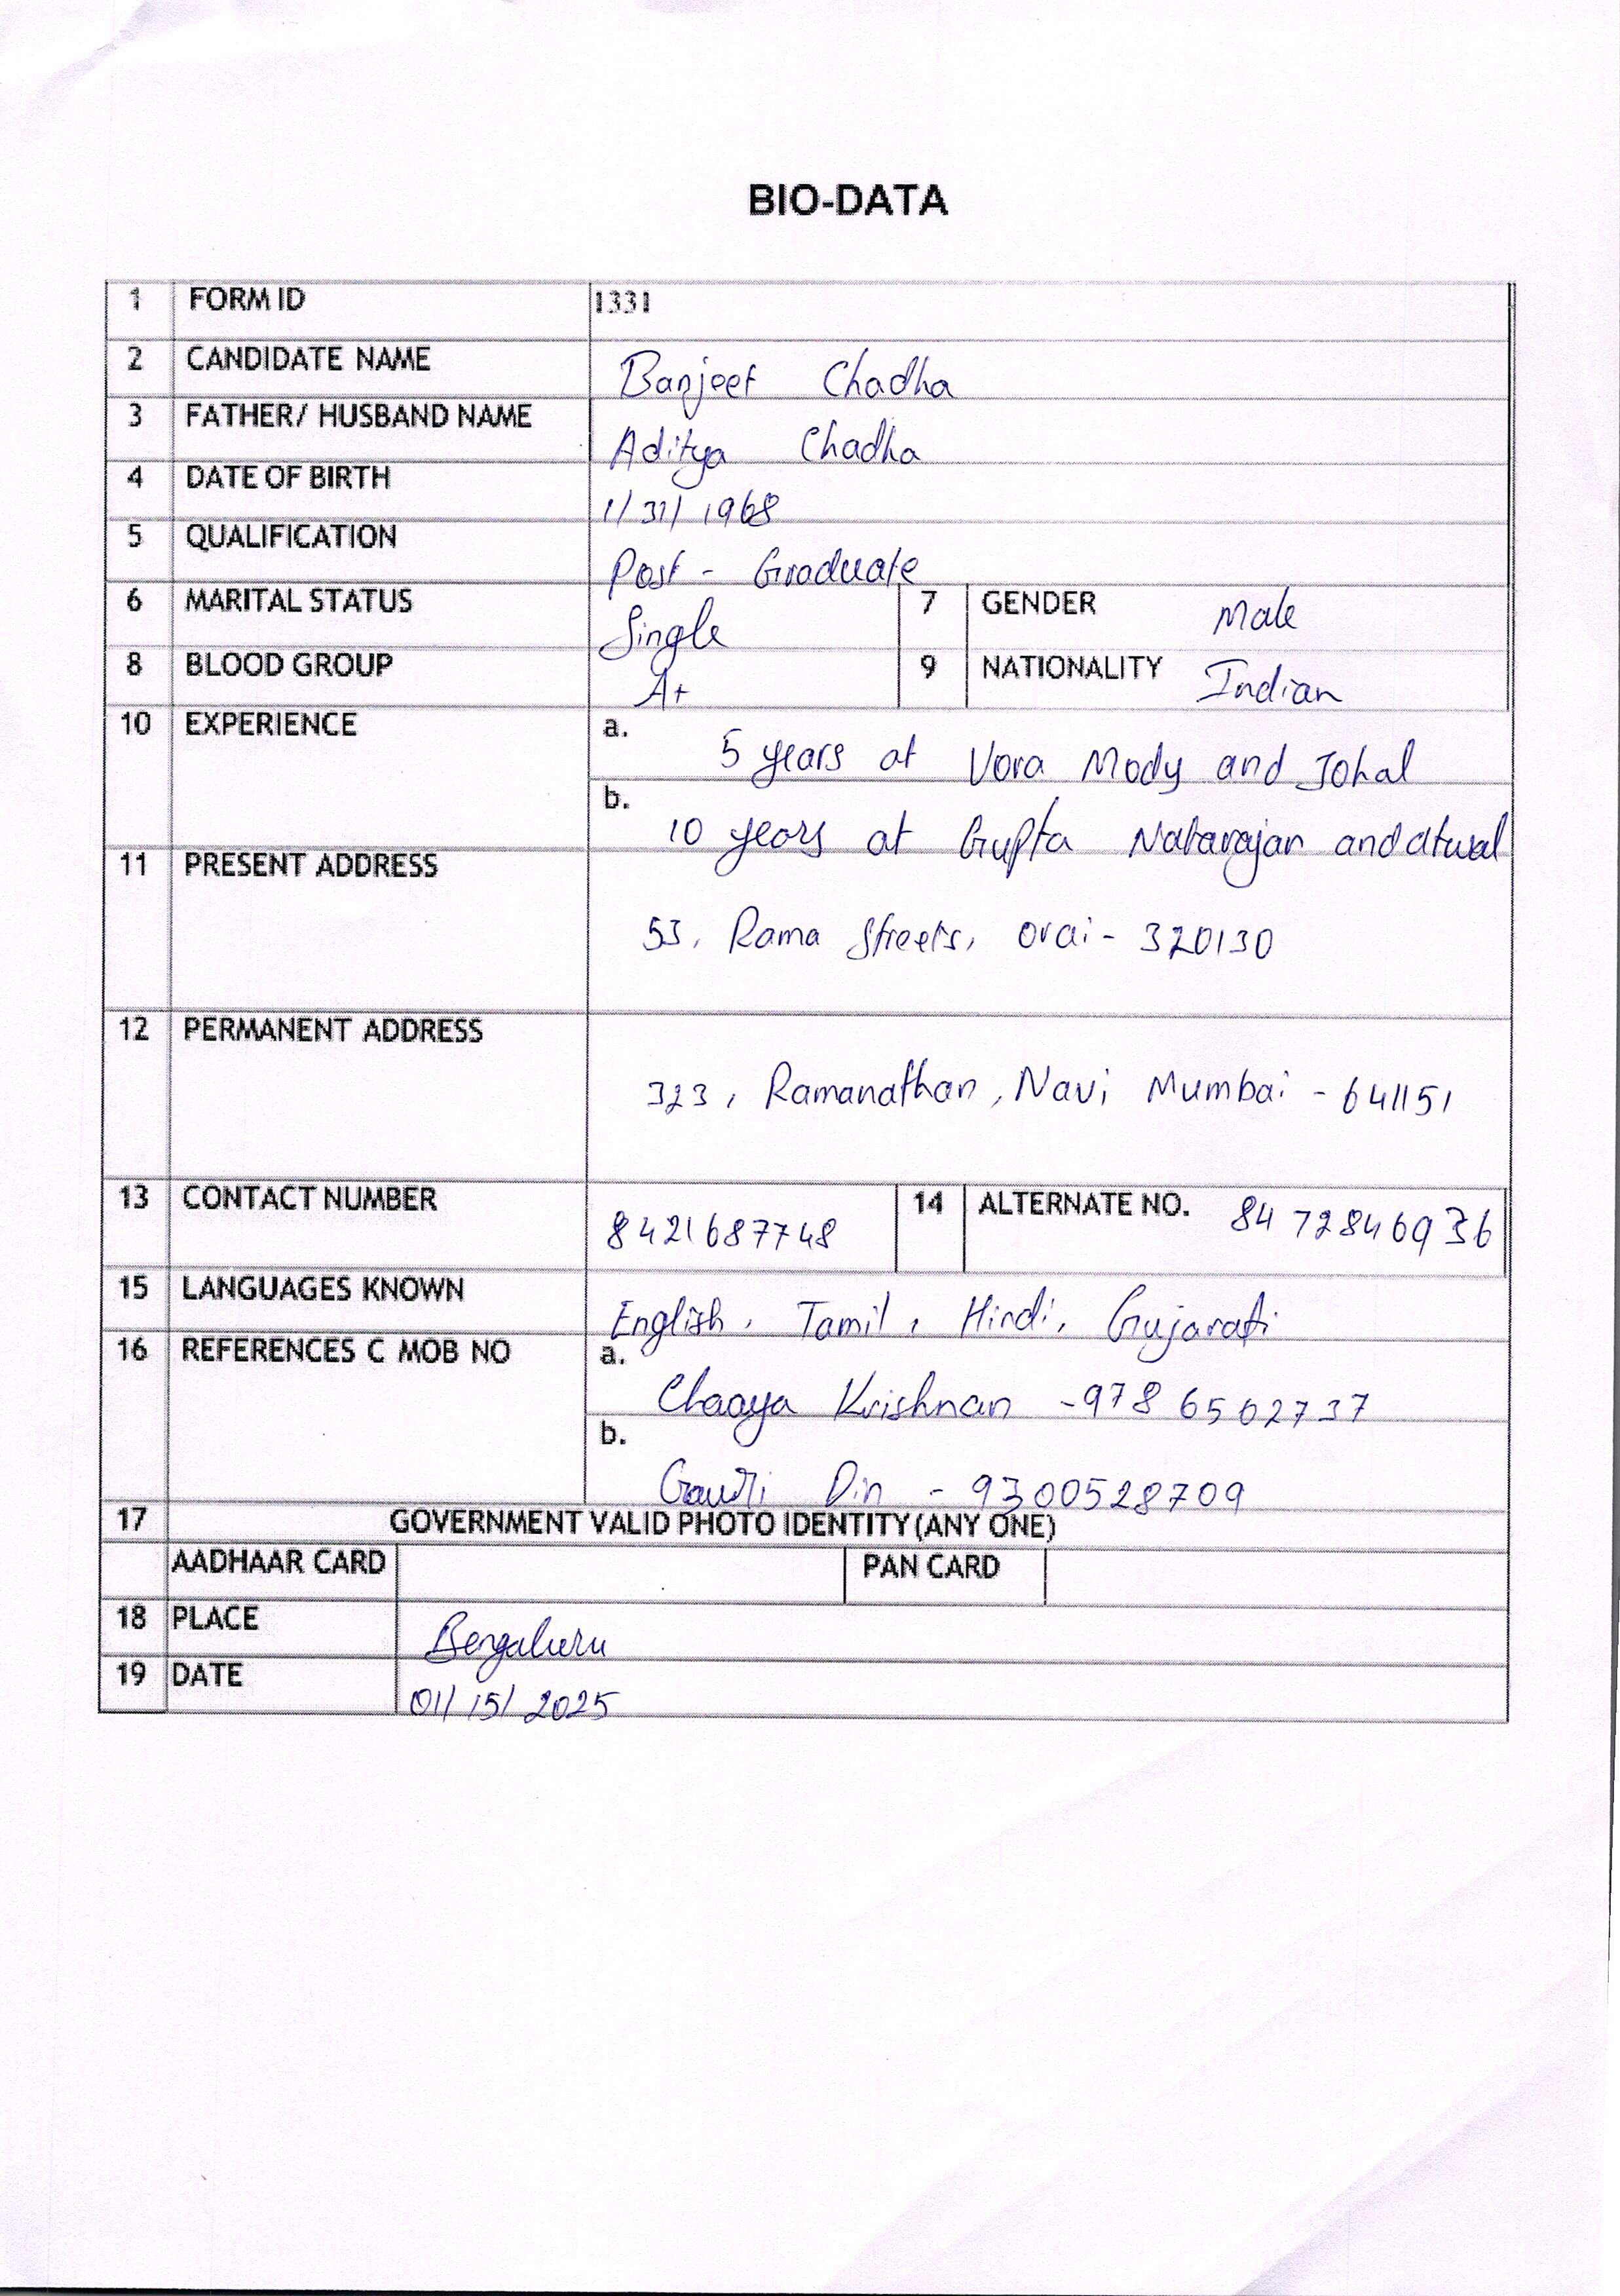 BIO-DATA
1 FORM ID 1331
2 CANDIDATE NAME Banjeet Chadha
3 FATHER/ HUSBAND NAME Aditya Chadha
4 DATE OF BIRTH 1/31/1968
5 QUALIFICATION Post - Graduate
6 MARITAL STATUS Single 7 GENDER Male
8 BLOOD GROUP A+ 9 NATIONALITY Indian
10 EXPERIENCE a. 5 years at Vora Mody and Johal
b. 10 years at Gupta Natarajan and Atwal
11 PRESENT ADDRESS
53, Rama Streets, Orai - 320130
12 PERMANENT ADDRESS
323, Ramanathan, Navi Mumbai - 641151
13 CONTACT NUMBER 8421687748 14 ALTERNATE NO. 8472846936
15 LANGUAGES KNOWN English, Tamil, Hindi, Gujarati
16 REFERENCES C MOB NO a. Chaaya Krishnan - 9786502737
b. Gauri Din - 9300528709
17 GOVERNMENT VALID PHOTO IDENTITY (ANY ONE)
AADHAAR CARD PAN CARD
18 PLACE Bengaluru
19 DATE 01/15/2025